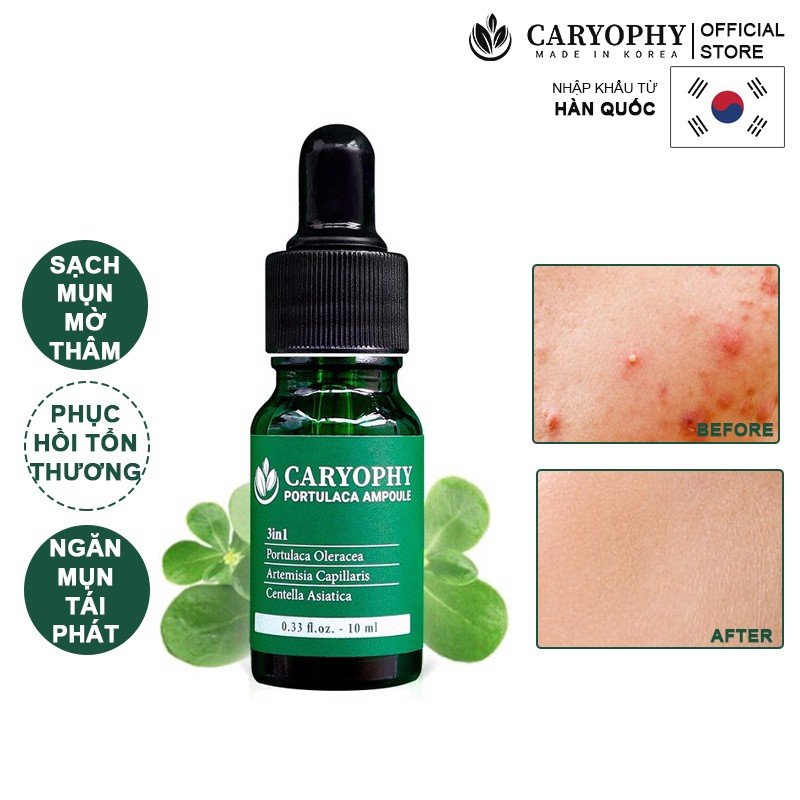 CARYOPHY
MADE IN KOREA
OFFICIAL
STORE
NHẬP KHẨU TỪ
HÀN QUỐC
SẠCH
MỤN
MỜ
THÂM
PHỤC
HỒI TỔN
THƯƠNG
NGĂN
MỤN
TÁI
PHÁT
CARYOPHY
PORTULACA AMPOULE
3in1
Portulaca Oleracea
Artemisia Capillaris
Centella Asiatica
0.33 fl.oz. - 10 ml
BEFORE
AFTER